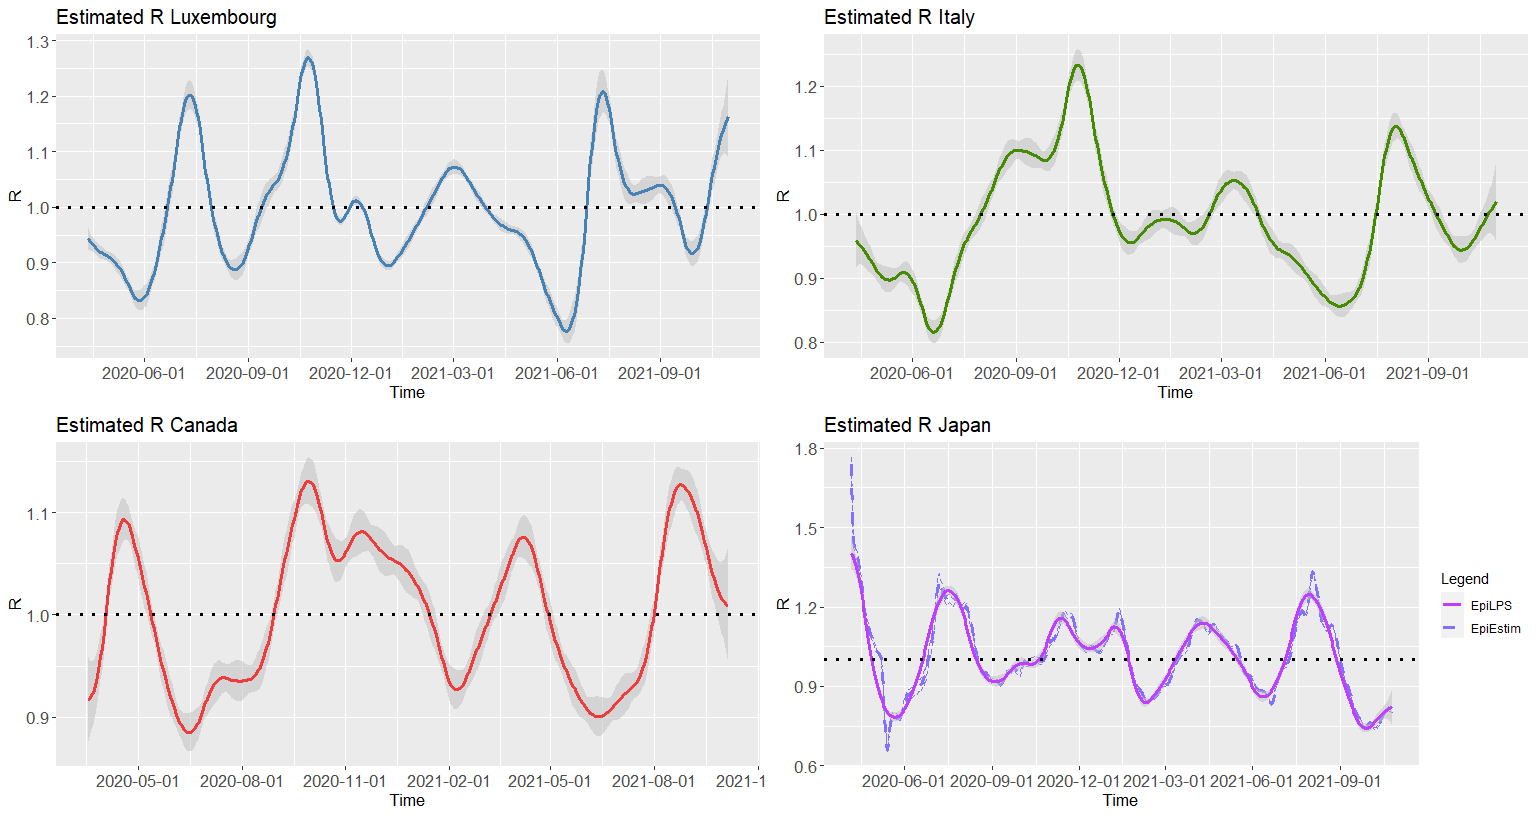 Estimated R Luxembourg
1.3
1.2
1.1
1.0
0.9
0.8
R
2020-06-01 2020-09-01 2020-12-01 2021-03-01 2021-06-01 2021-09-01
Time
Estimated R Italy
1.2
1.1
1.0
0.9
0.8
R
2020-06-01 2020-09-01 2020-12-01 2021-03-01 2021-06-01 2021-09-01
Time
Estimated R Canada
1.1
1.0
0.9
R
2020-05-01 2020-08-01 2020-11-01 2021-02-01 2021-05-01 2021-08-01 2021-1
Time
Estimated R Japan
1.8
1.5
1.2
0.9
0.6
R
2020-06-01 2020-09-01 2020-12-01 2021-03-01 2021-06-01 2021-09-01
Time
Legend
EpiLPS
EpiEstim